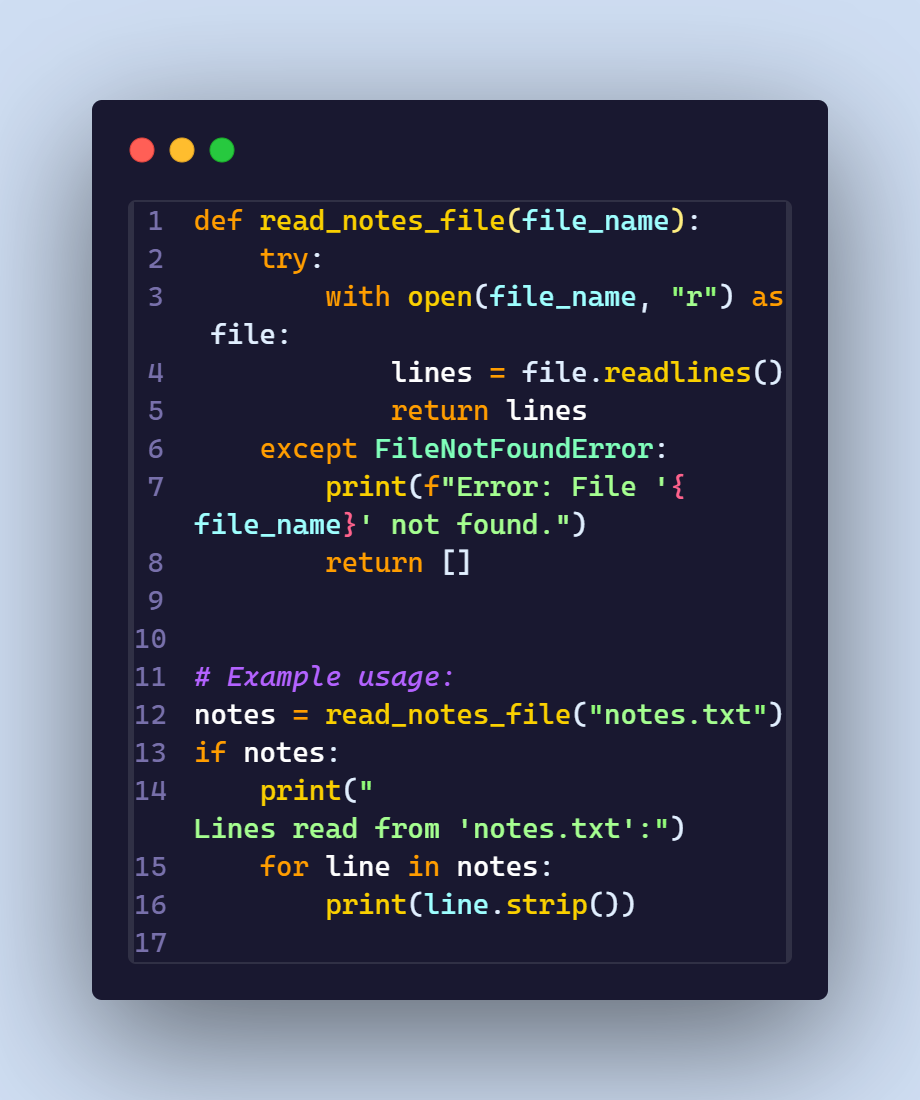 1 def read_notes_file(file_name):
2     try:
3         with open(file_name, "r") as
 file:
4             lines = file.readlines()
5             return lines
6     except FileNotFoundError:
7         print(f"Error: File '{
file_name}' not found.")
8         return []
9
10
11 # Example usage:
12 notes = read_notes_file("notes.txt")
13 if notes:
14     print("
Lines read from 'notes.txt':")
15     for line in notes:
16         print(line.strip())
17